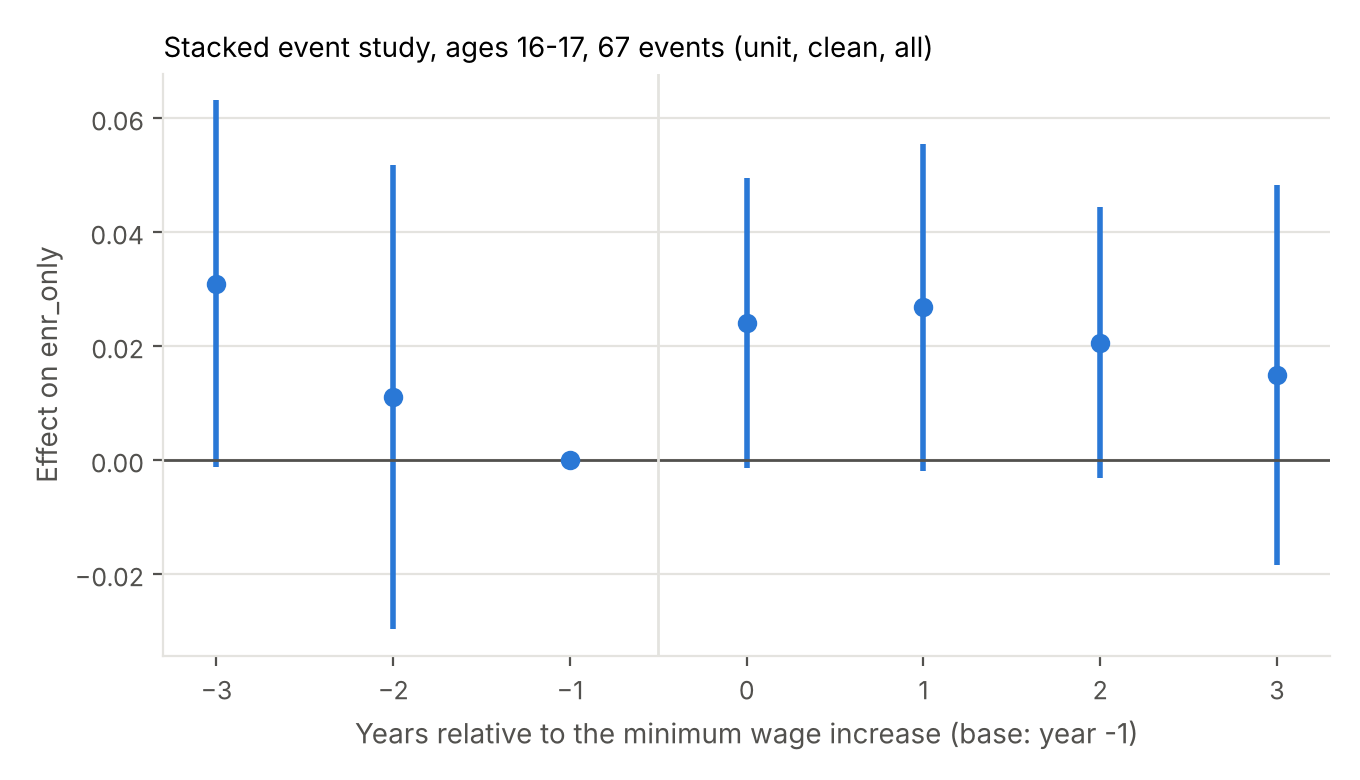 Stacked event study, ages 16-17, 67 events (unit, clean, all)
0.06
0.04
0.02
0.00
−0.02
Effect on enr_only
−3 −2 −1 0 1 2 3
Years relative to the minimum wage increase (base: year -1)